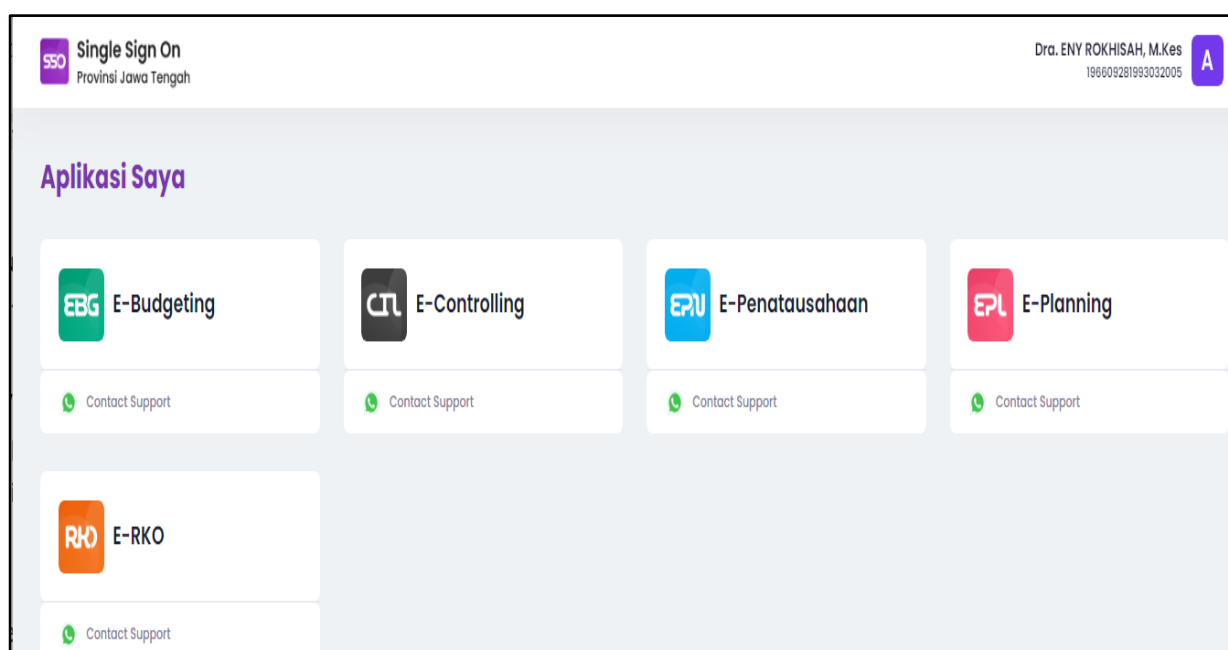 SSO
Single Sign On
Provinsi Jawa Tengah
Dra. ENY ROKHISAH, M.Kes
196609281993032005
A
Aplikasi Saya
EBG E-Budgeting
CTL E-Controlling
EPN E-Penatausahaan
EPL E-Planning
Contact Support
Contact Support
Contact Support
Contact Support
RKO E-RKO
Contact Support